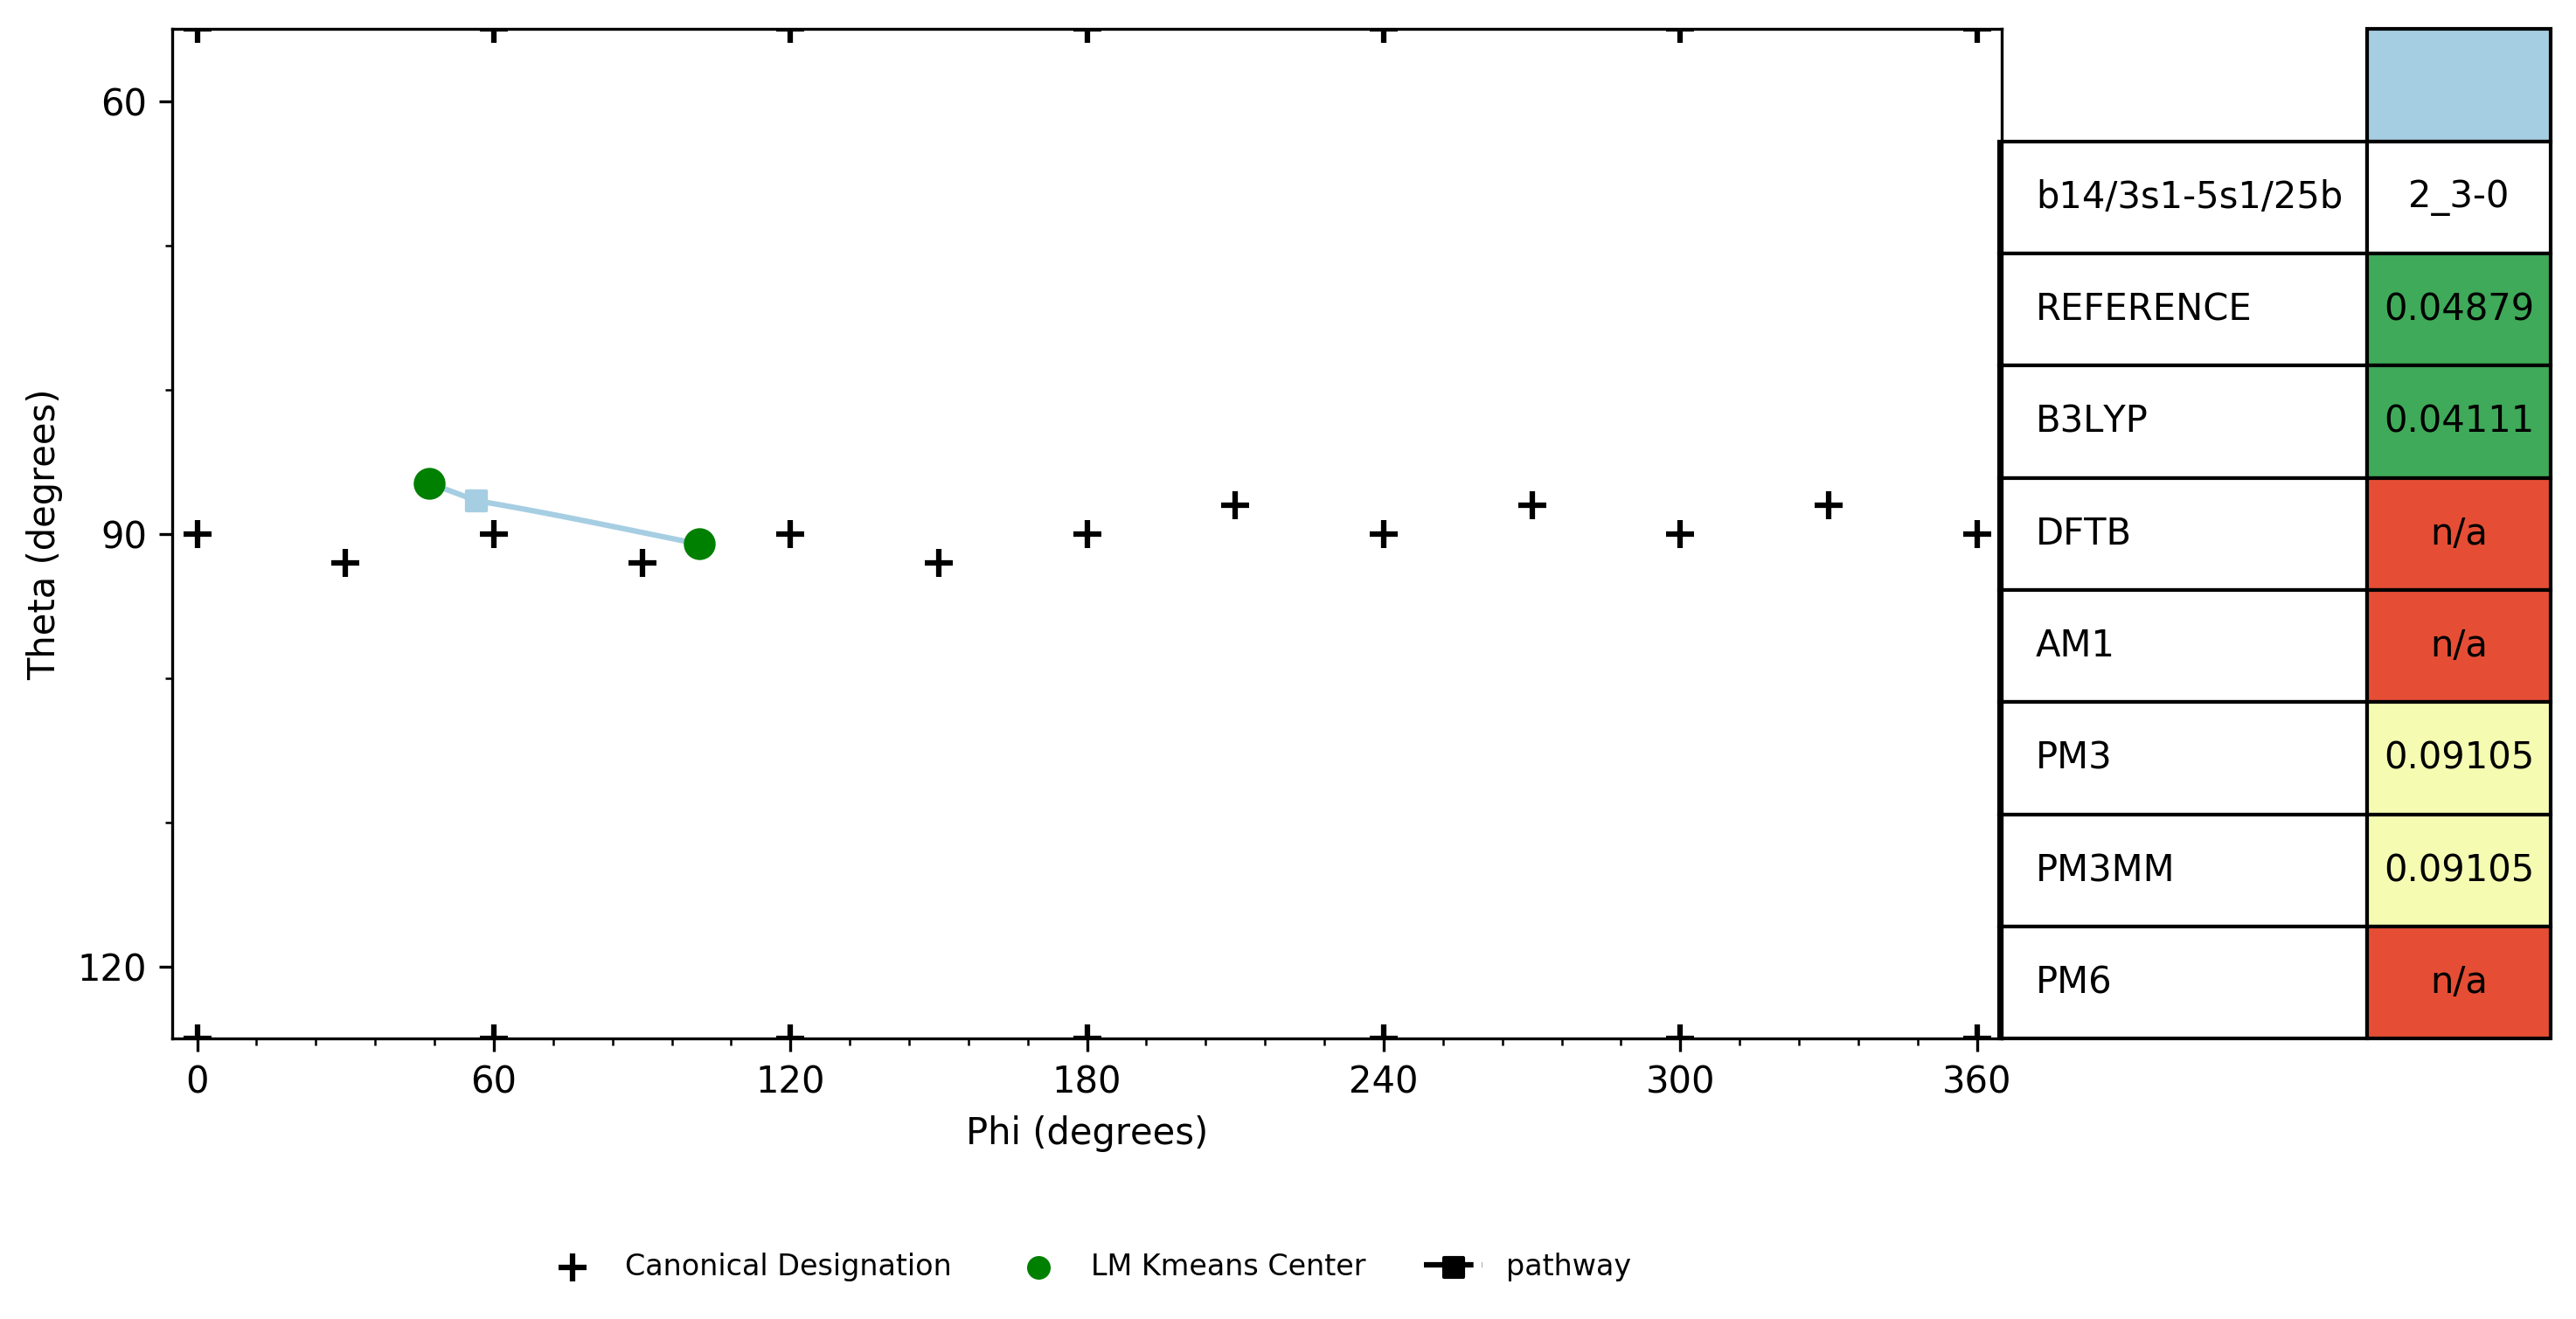 60
90
120
Theta (degrees)
0 60 120 180 240 300 360
Phi (degrees)
b14/3s1-5s1/25b 2_3-0
REFERENCE 0.04879
B3LYP 0.04111
DFTB n/a
AM1 n/a
PM3 0.09105
PM3MM 0.09105
PM6 n/a
Canonical Designation LM Kmeans Center pathway